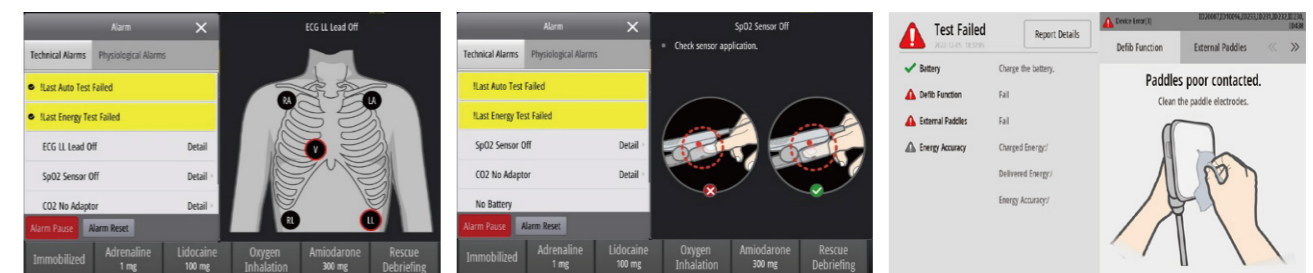 Alarm
Technical Alarms
Physiological Alarms
!Last Auto Test Failed
!Last Energy Test Failed
ECG LL Lead Off
Detail
SpO2 Sensor Off
Detail
CO2 No Adaptor
Detail
Alarm Pause
Alarm Reset
ECG LL Lead Off
RA
LA
V
RL
LL
Immobilized
Adrenaline
1 mg
Lidocaine
100 mg
Oxygen
Inhalation
Amiodarone
300 mg
Rescue
Debriefing
Alarm
Technical Alarms
Physiological Alarms
!Last Auto Test Failed
!Last Energy Test Failed
SpO2 Sensor Off
Detail
CO2 No Adaptor
Detail
No Battery
Alarm Pause
Alarm Reset
SpO2 Sensor Off
Check sensor application.
Immobilized
Adrenaline
1 mg
Lidocaine
100 mg
Oxygen
Inhalation
Amiodarone
300 mg
Rescue
Debriefing
Test Failed
Report Details
Battery
Charge the battery.
Defib Function
Fail
External Paddles
Fail
Energy Accuracy
Charged Energy:/
Delivered Energy:/
Energy Accuracy:/
Device Error[3]
Defib Function
External Paddles
Paddles poor contacted.
Clean the paddle electrodes.